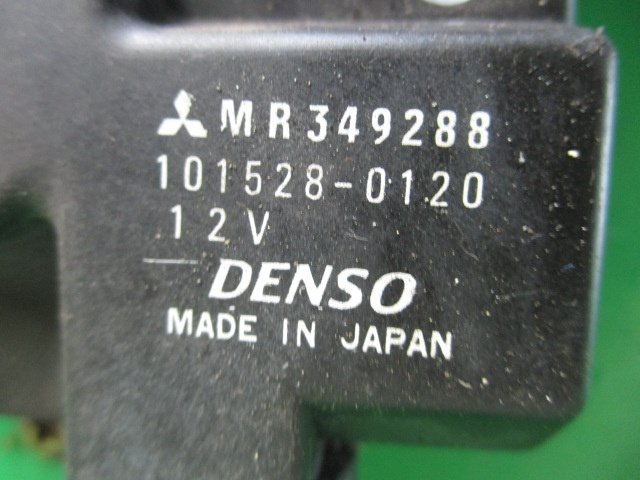 MR349288
101528-0120
12V
DENSO
MADE IN JAPAN